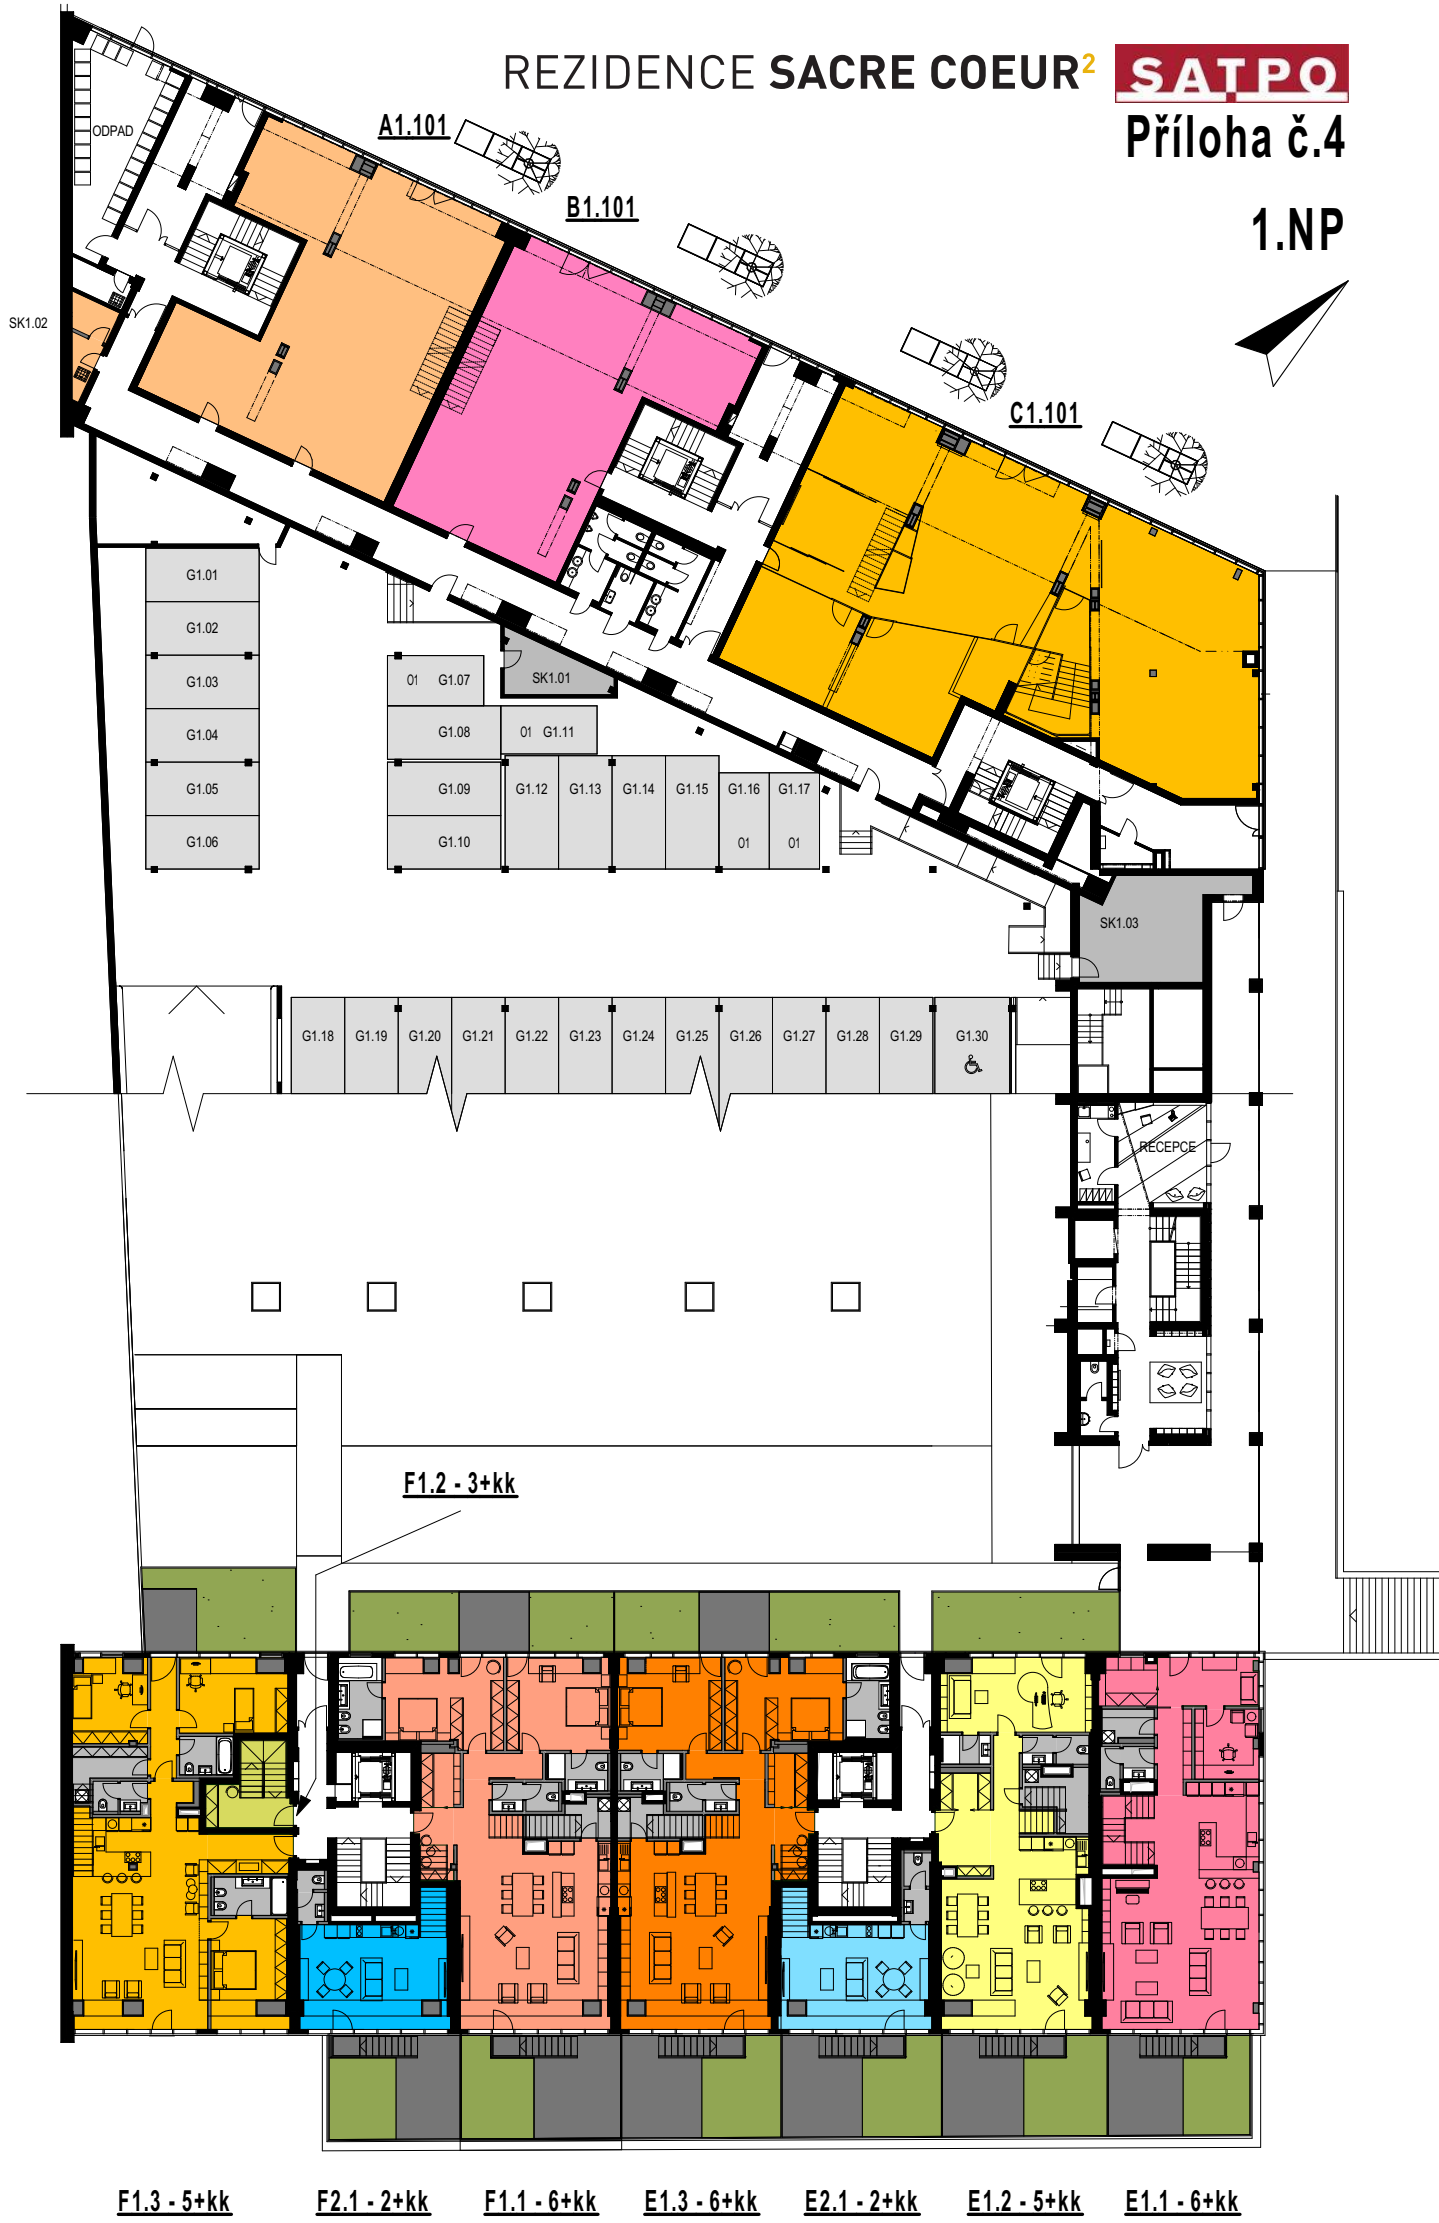 REZIDENCE SACRE COEUR²
SATPO
Příloha č.4
1.NP
A1.101
B1.101
C1.101
ODPAD
SK1.02
G1.01
G1.02
G1.03
G1.04
G1.05
G1.06
O1 G1.07
SK1.01
G1.08
O1 G1.11
G1.09
G1.10
G1.12
G1.13
G1.14
G1.15
G1.16
G1.17
O1
O1
SK1.03
G1.18
G1.19
G1.20
G1.21
G1.22
G1.23
G1.24
G1.25
G1.26
G1.27
G1.28
G1.29
G1.30
RECEPCE
F1.2 - 3+kk
F1.3 - 5+kk
F2.1 - 2+kk
F1.1 - 6+kk
E1.3 - 6+kk
E2.1 - 2+kk
E1.2 - 5+kk
E1.1 - 6+kk